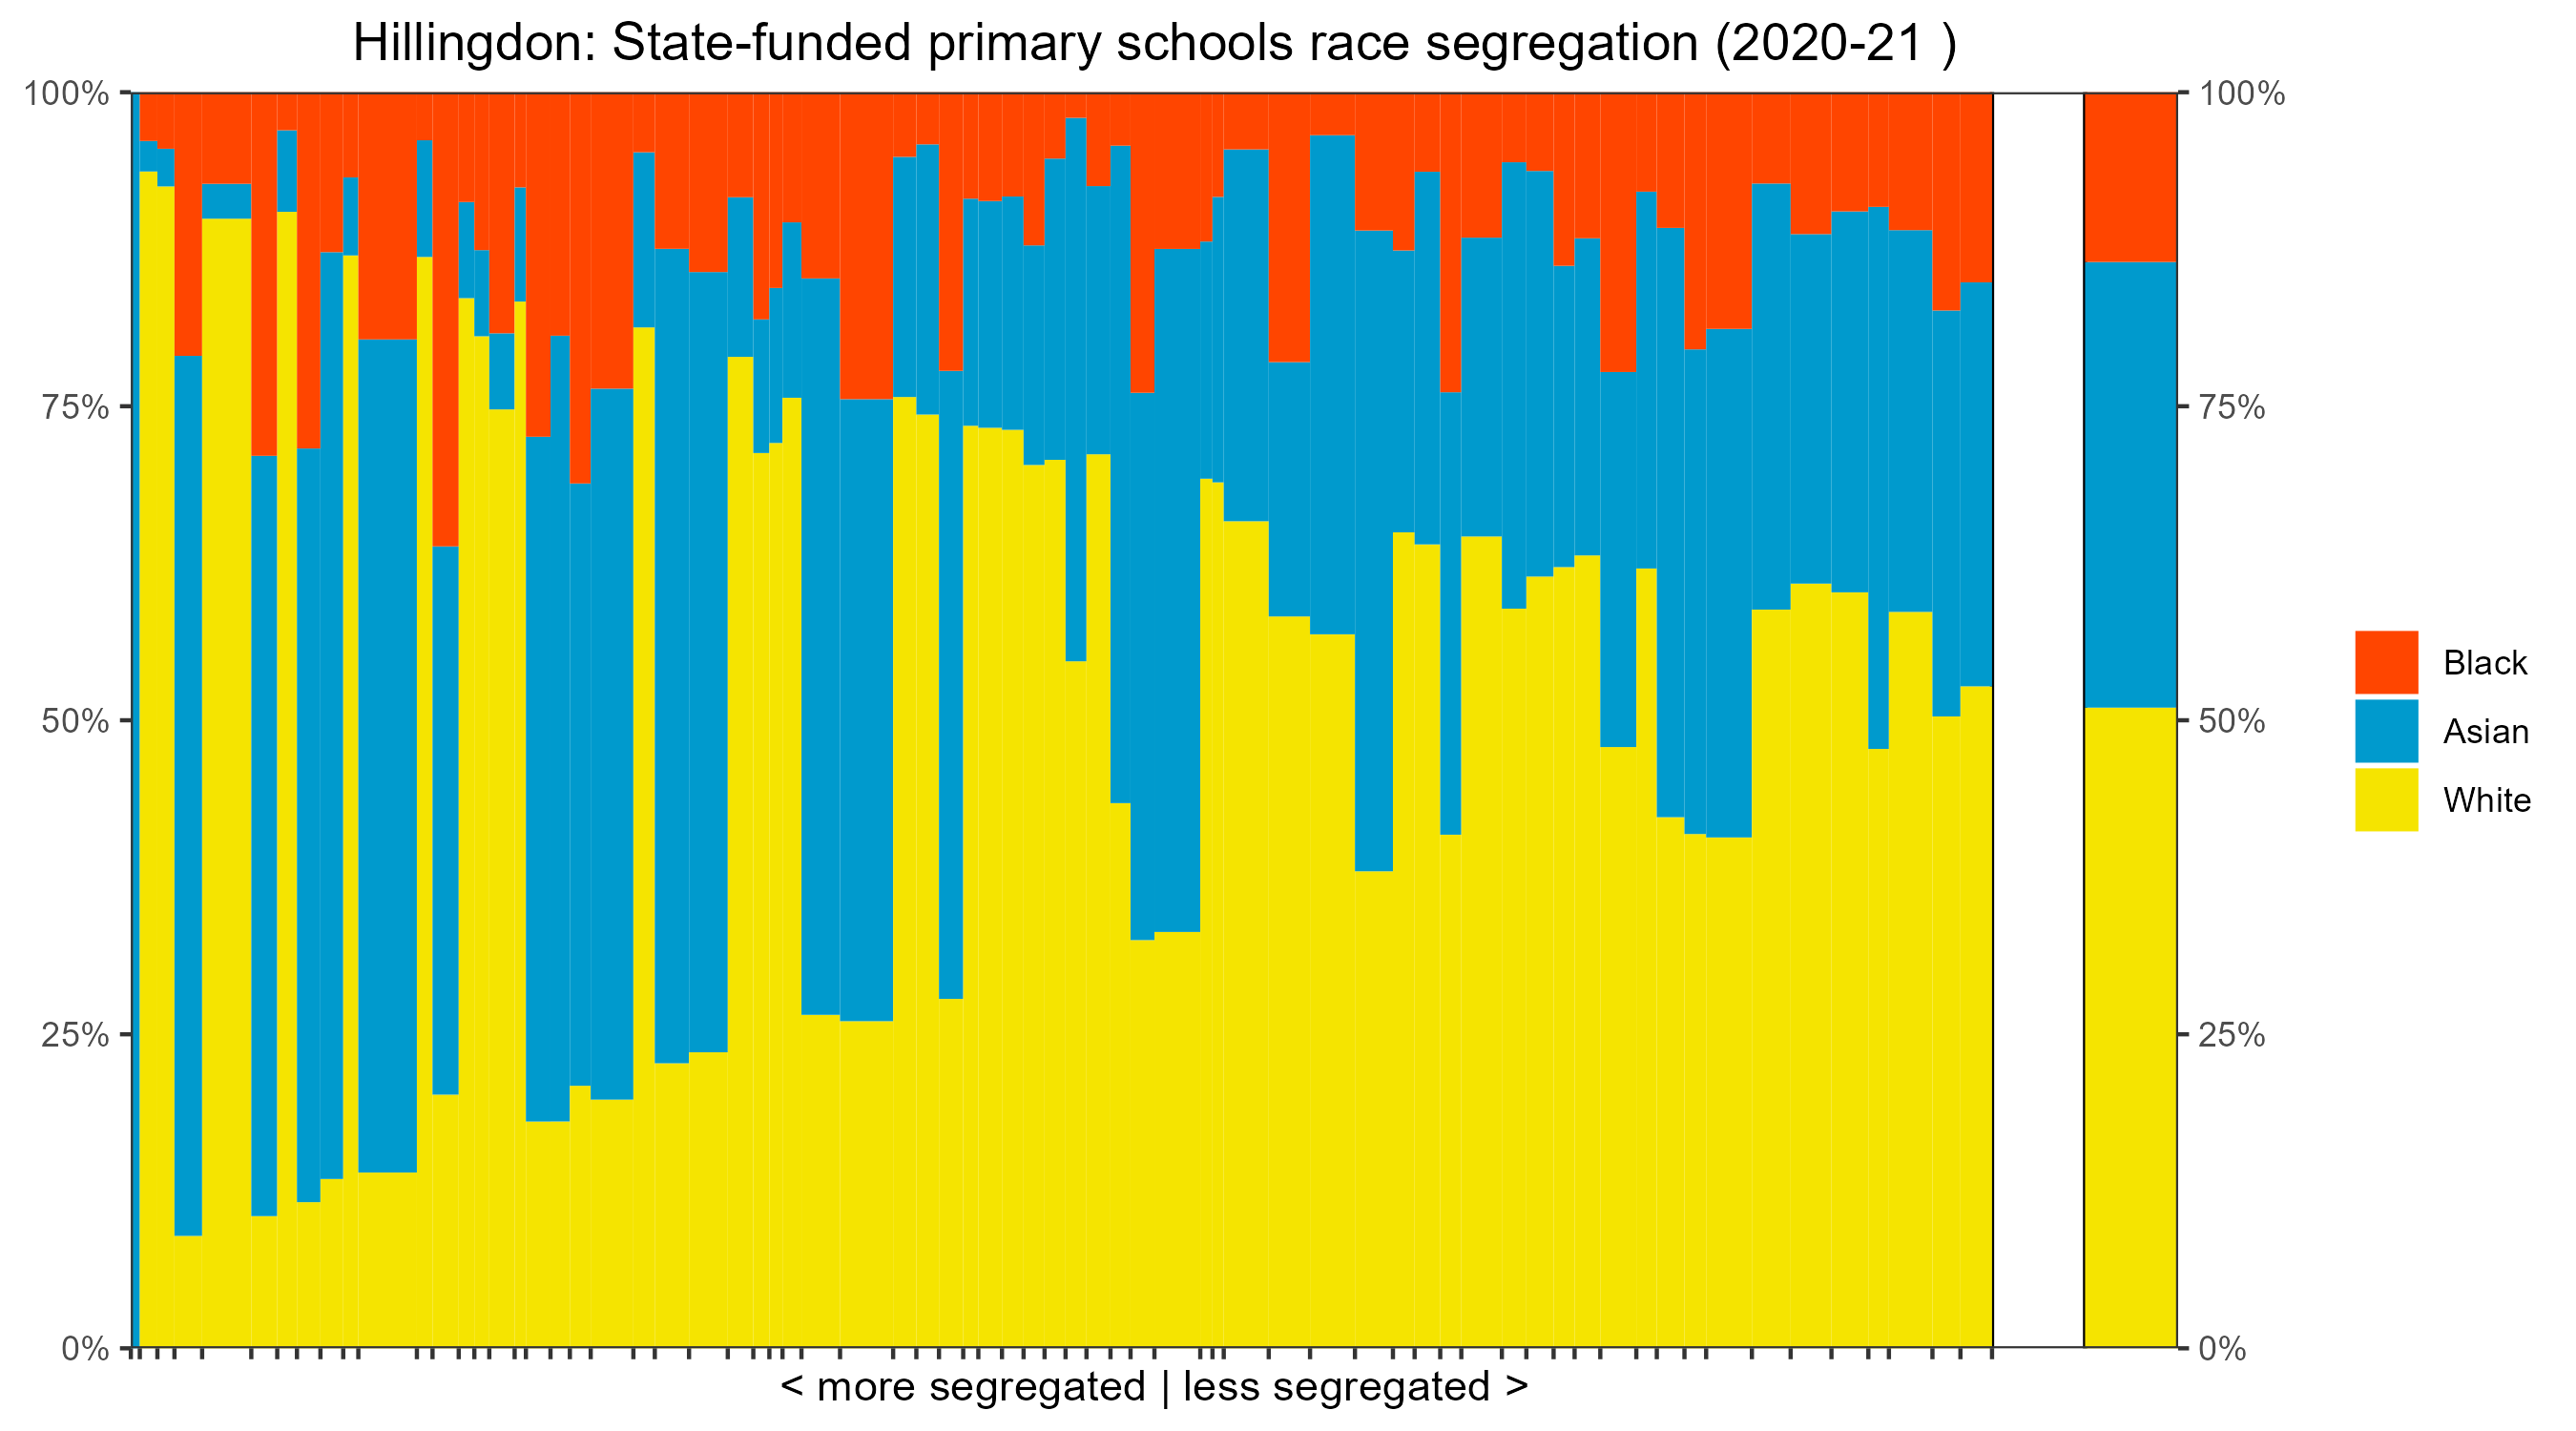 Hillingdon: State-funded primary schools race segregation (2020-21 )
100%
75%
50%
25%
0%
100%
75%
50%
25%
0%
Black
Asian
White
< more segregated | less segregated >